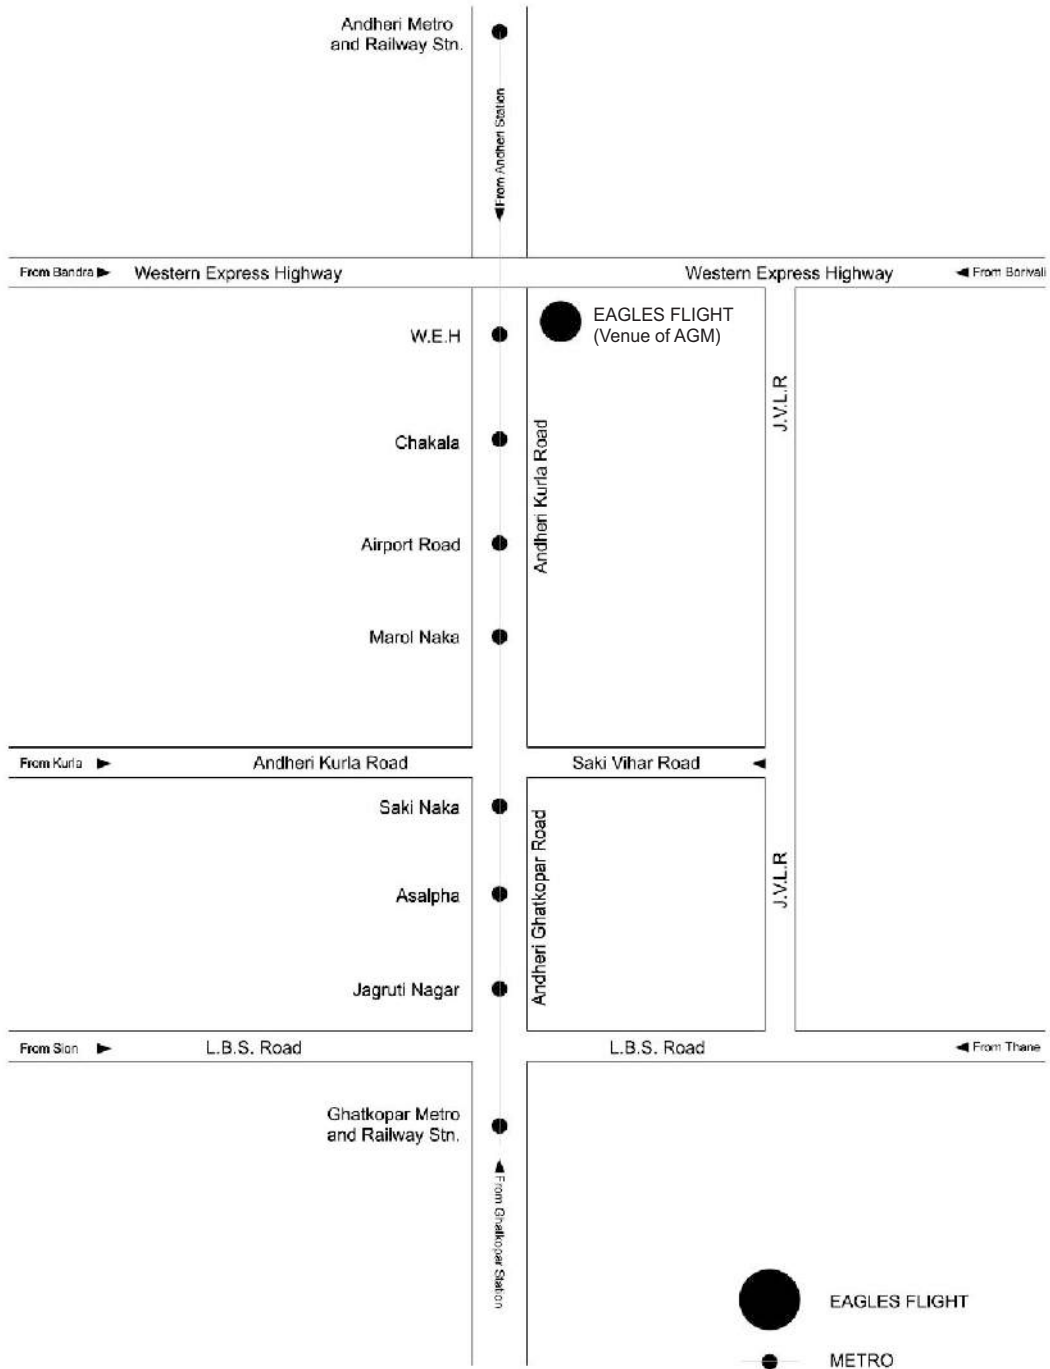 Andheri Metro
and Railway Stn.
From Andheri Station
From Bandra
Western Express Highway
Western Express Highway
From Borivali
EAGLES FLIGHT
(Venue of AGM)
W.E.H
J.V.L.R
Chakala
Andheri Kurla Road
Airport Road
Marol Naka
From Kurla
Andheri Kurla Road
Saki Vihar Road
Saki Naka
Andheri Ghatkopar Road
J.V.L.R
Asalpha
Jagruti Nagar
From Sion
L.B.S. Road
L.B.S. Road
From Thane
Ghatkopar Metro
and Railway Stn.
From Ghatkopar Station
EAGLES FLIGHT
METRO